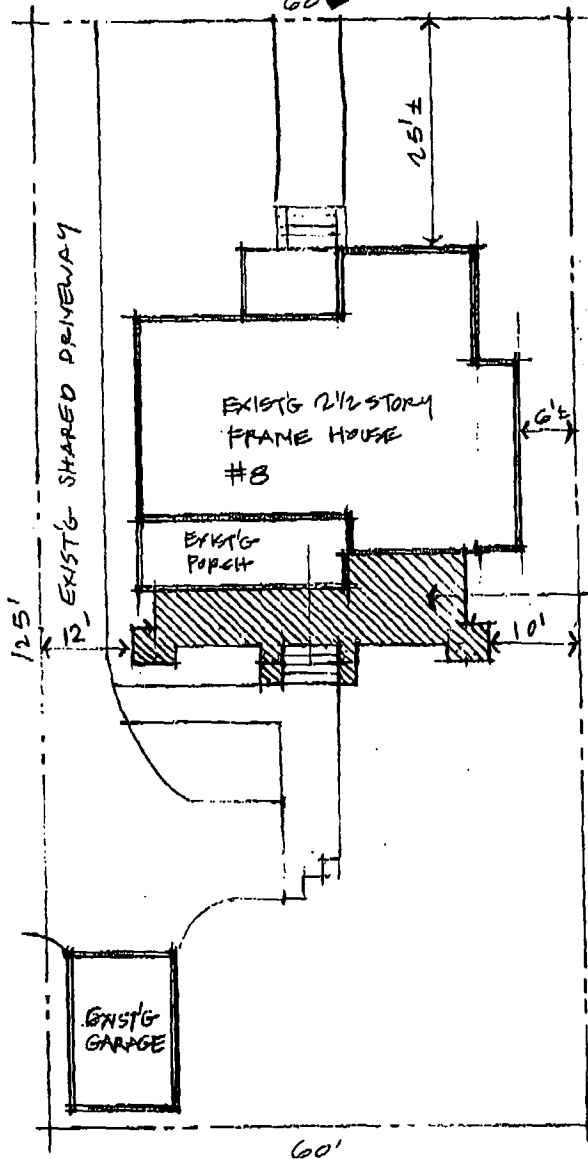 60'
25'±
EXIST'G SHARED DRIVEWAY
EXIST'G 2 1/2 STORY
FRAME HOUSE
#8
6'±
EXIST'G
PORCH
125'
12'
10'
EXIST'G
GARAGE
60'